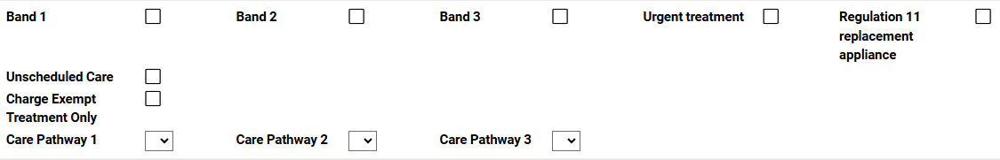 Band 1 Band 2 Band 3 Urgent treatment Regulation 11
replacement
appliance
Unscheduled Care
Charge Exempt
Treatment Only
Care Pathway 1 Care Pathway 2 Care Pathway 3